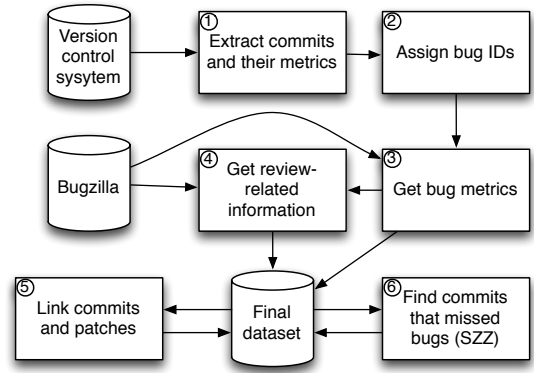 Version
control
sysytem
①
Extract commits
and their metrics
②
Assign bug IDs
Bugzilla
④
Get review-
related
information
③
Get bug metrics
⑤
Link commits
and patches
Final
dataset
⑥
Find commits
that missed
bugs (SZZ)